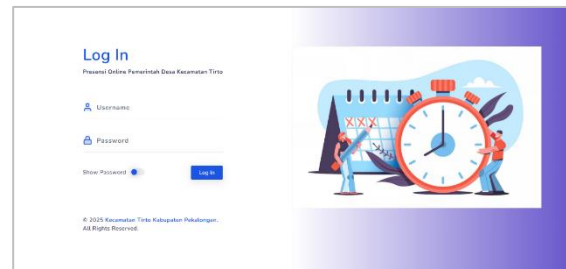 Log In
Presensi Online Pemerintah Desa Kecamatan Tirto
Username
Password
Show Password
Log In
© 2025 Kecamatan Tirto Kabupaten Pekalongan.
All Rights Reserved.